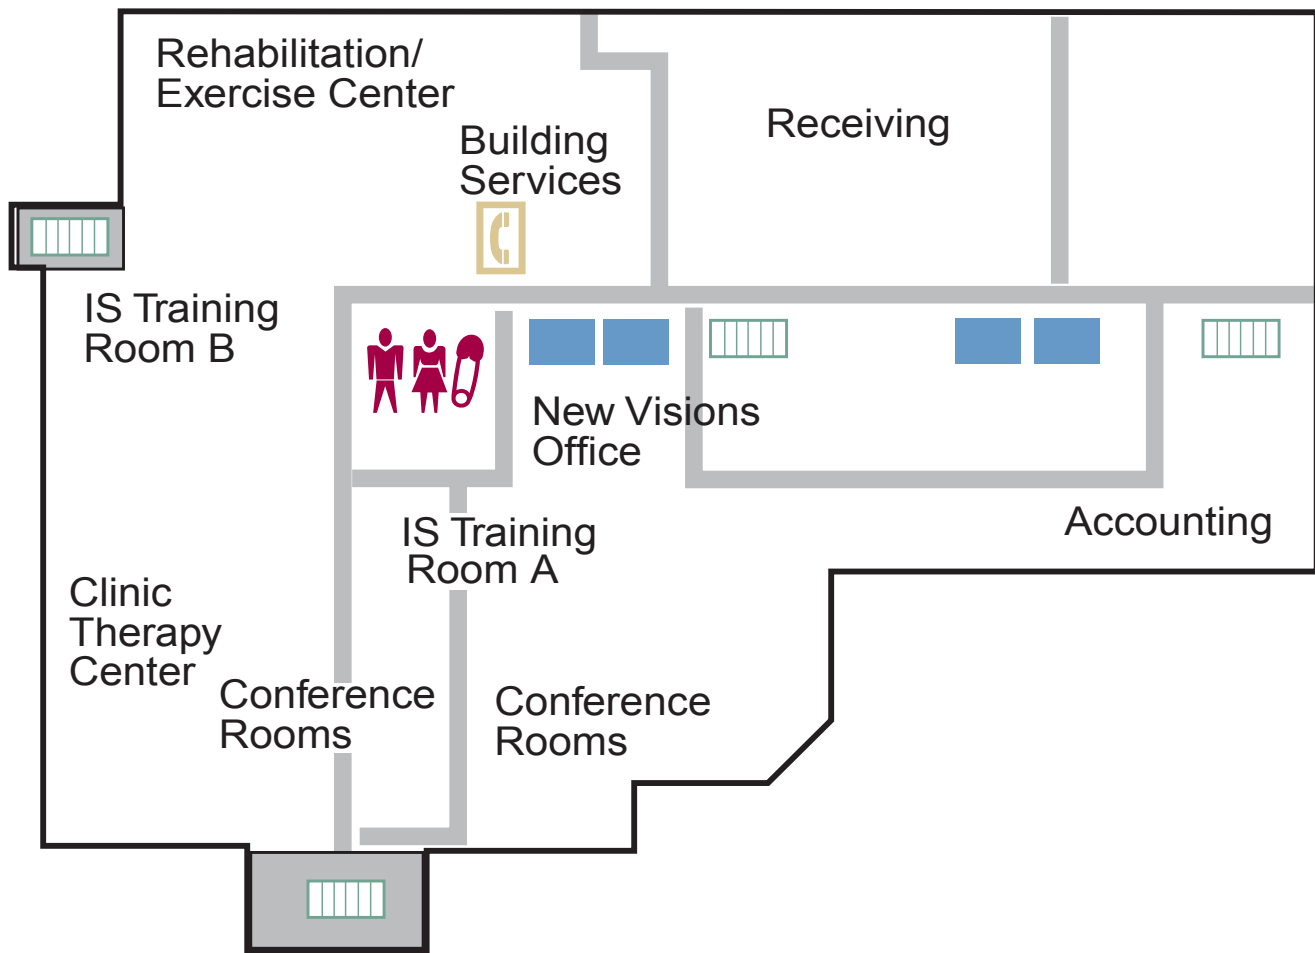 Rehabilitation/
Exercise Center
Building
Services
Receiving
IS Training
Room B
New Visions
Office
IS Training
Room A
Accounting
Clinic
Therapy
Center
Conference
Rooms
Conference
Rooms